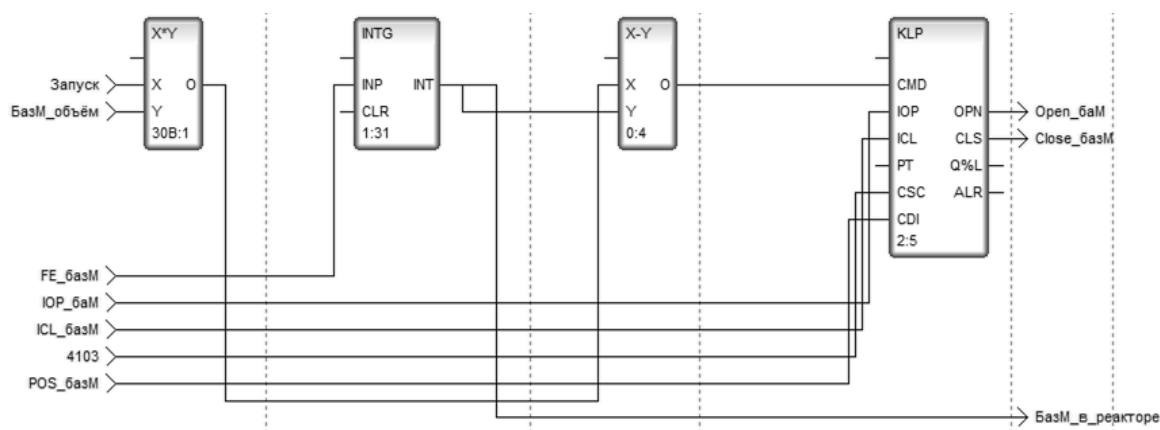 X*Y
INTG
X-Y
KLP
Запуск
X
O
INP
INT
X
O
CMD
БазМ_объём
Y
CLR
Y
IOP
OPN
Open_баМ
30B:1
1:31
0:4
ICL
CLS
Close_базМ
PT
Q%L
CSC
ALR
CDI
2:5
FE_базМ
IOP_баМ
ICL_базМ
4103
POS_базМ
БазМ_в_реакторе